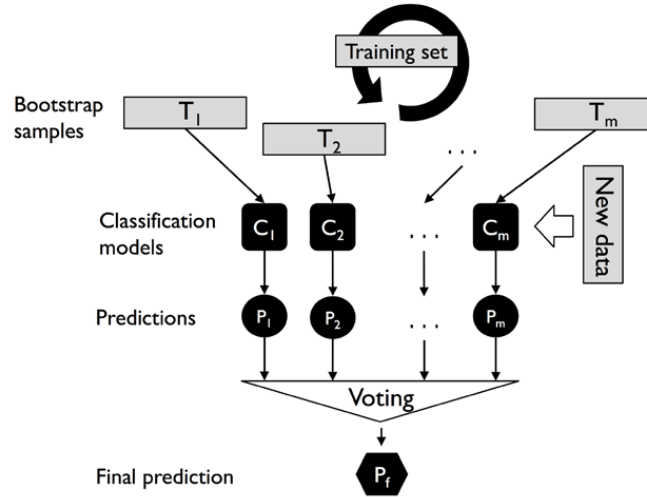 Training set
Bootstrap
samples
T1
T2
Tm
. . .
New data
Classification
models
C1
C2
. . .
Cm
Predictions
P1
P2
. . .
Pm
Voting
Final prediction
Pf